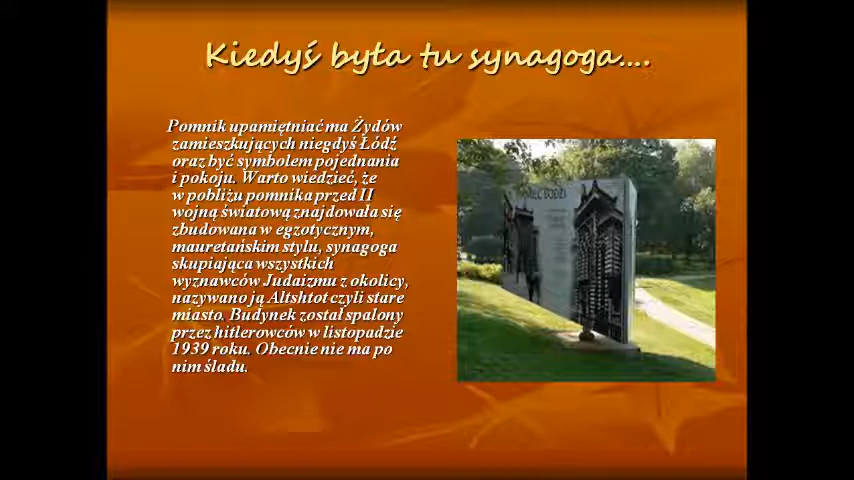 Kiedyś była tu synagoga....
Pomnik upamiętniać ma Żydów
zamieszkujących niegdyś Łódź
oraz być symbolem pojednania
i pokoju. Warto wiedzieć, że
w pobliżu pomnika przed II
wojną światową znajdowała się
zbudowana w egzotycznym,
mauretańskim stylu, synagoga
skupiająca wszystkich
wyznawców Judaizmu z okolicy,
nazywano ją Altshtot czyli stare
miasto. Budynek został spalony
przez hitlerowców w listopadzie
1939 roku. Obecnie nie ma po
nim śladu.